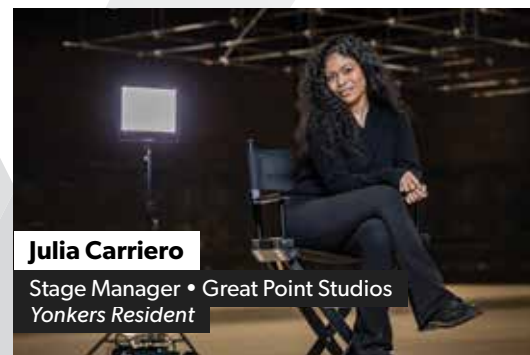 Julia Carriero
Stage Manager • Great Point Studios
Yonkers Resident